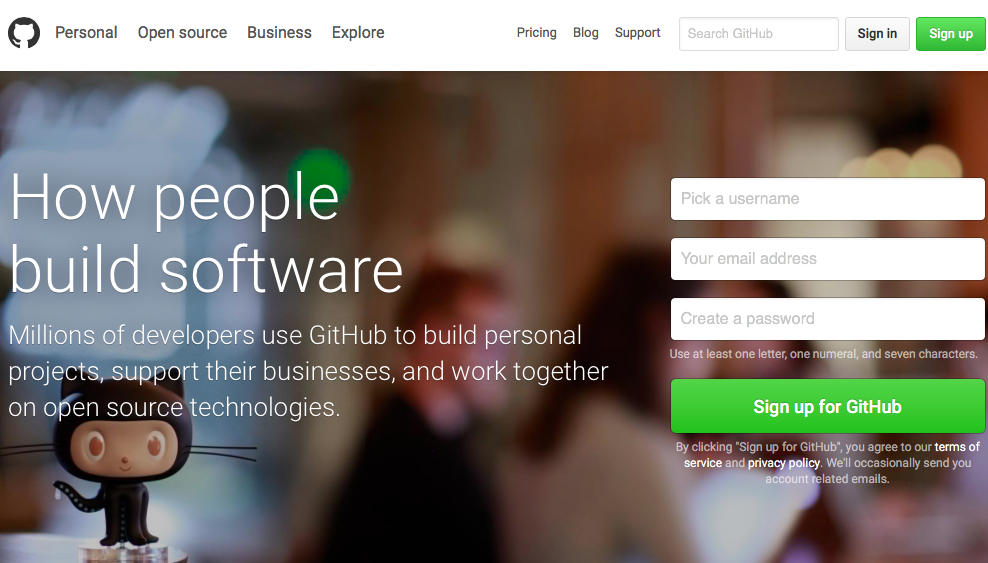 Personal Open source Business Explore Pricing Blog Support Search GitHub Sign in Sign up
How people
build software
Millions of developers use GitHub to build personal
projects, support their businesses, and work together
on open source technologies.
Pick a username
Your email address
Create a password
Use at least one letter, one numeral, and seven characters.
Sign up for GitHub
By clicking "Sign up for GitHub", you agree to our terms of
service and privacy policy. We'll occasionally send you
account related emails.